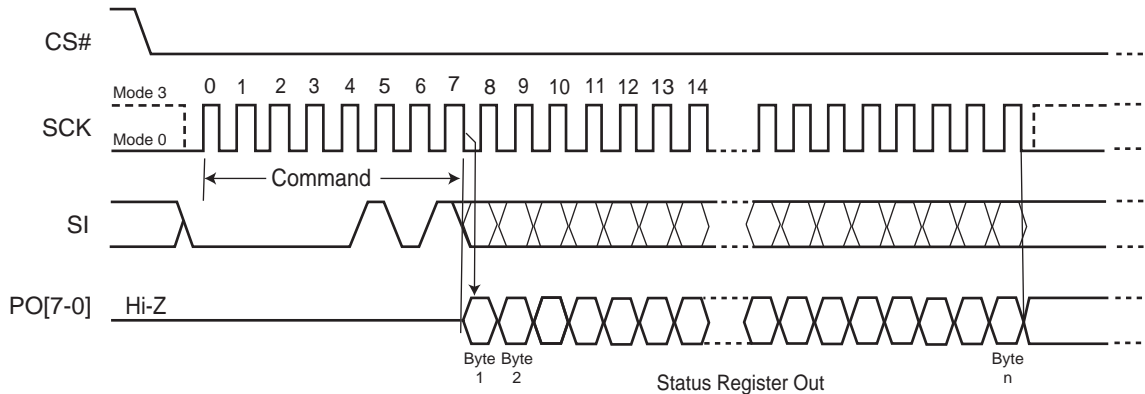 CS#
0 1 2 3 4 5 6 7 8 9 10 11 12 13 14
Mode 3
SCK
Mode 0
Command
SI
PO[7-0] Hi-Z
Byte 1
Byte 2
Byte n
Status Register Out